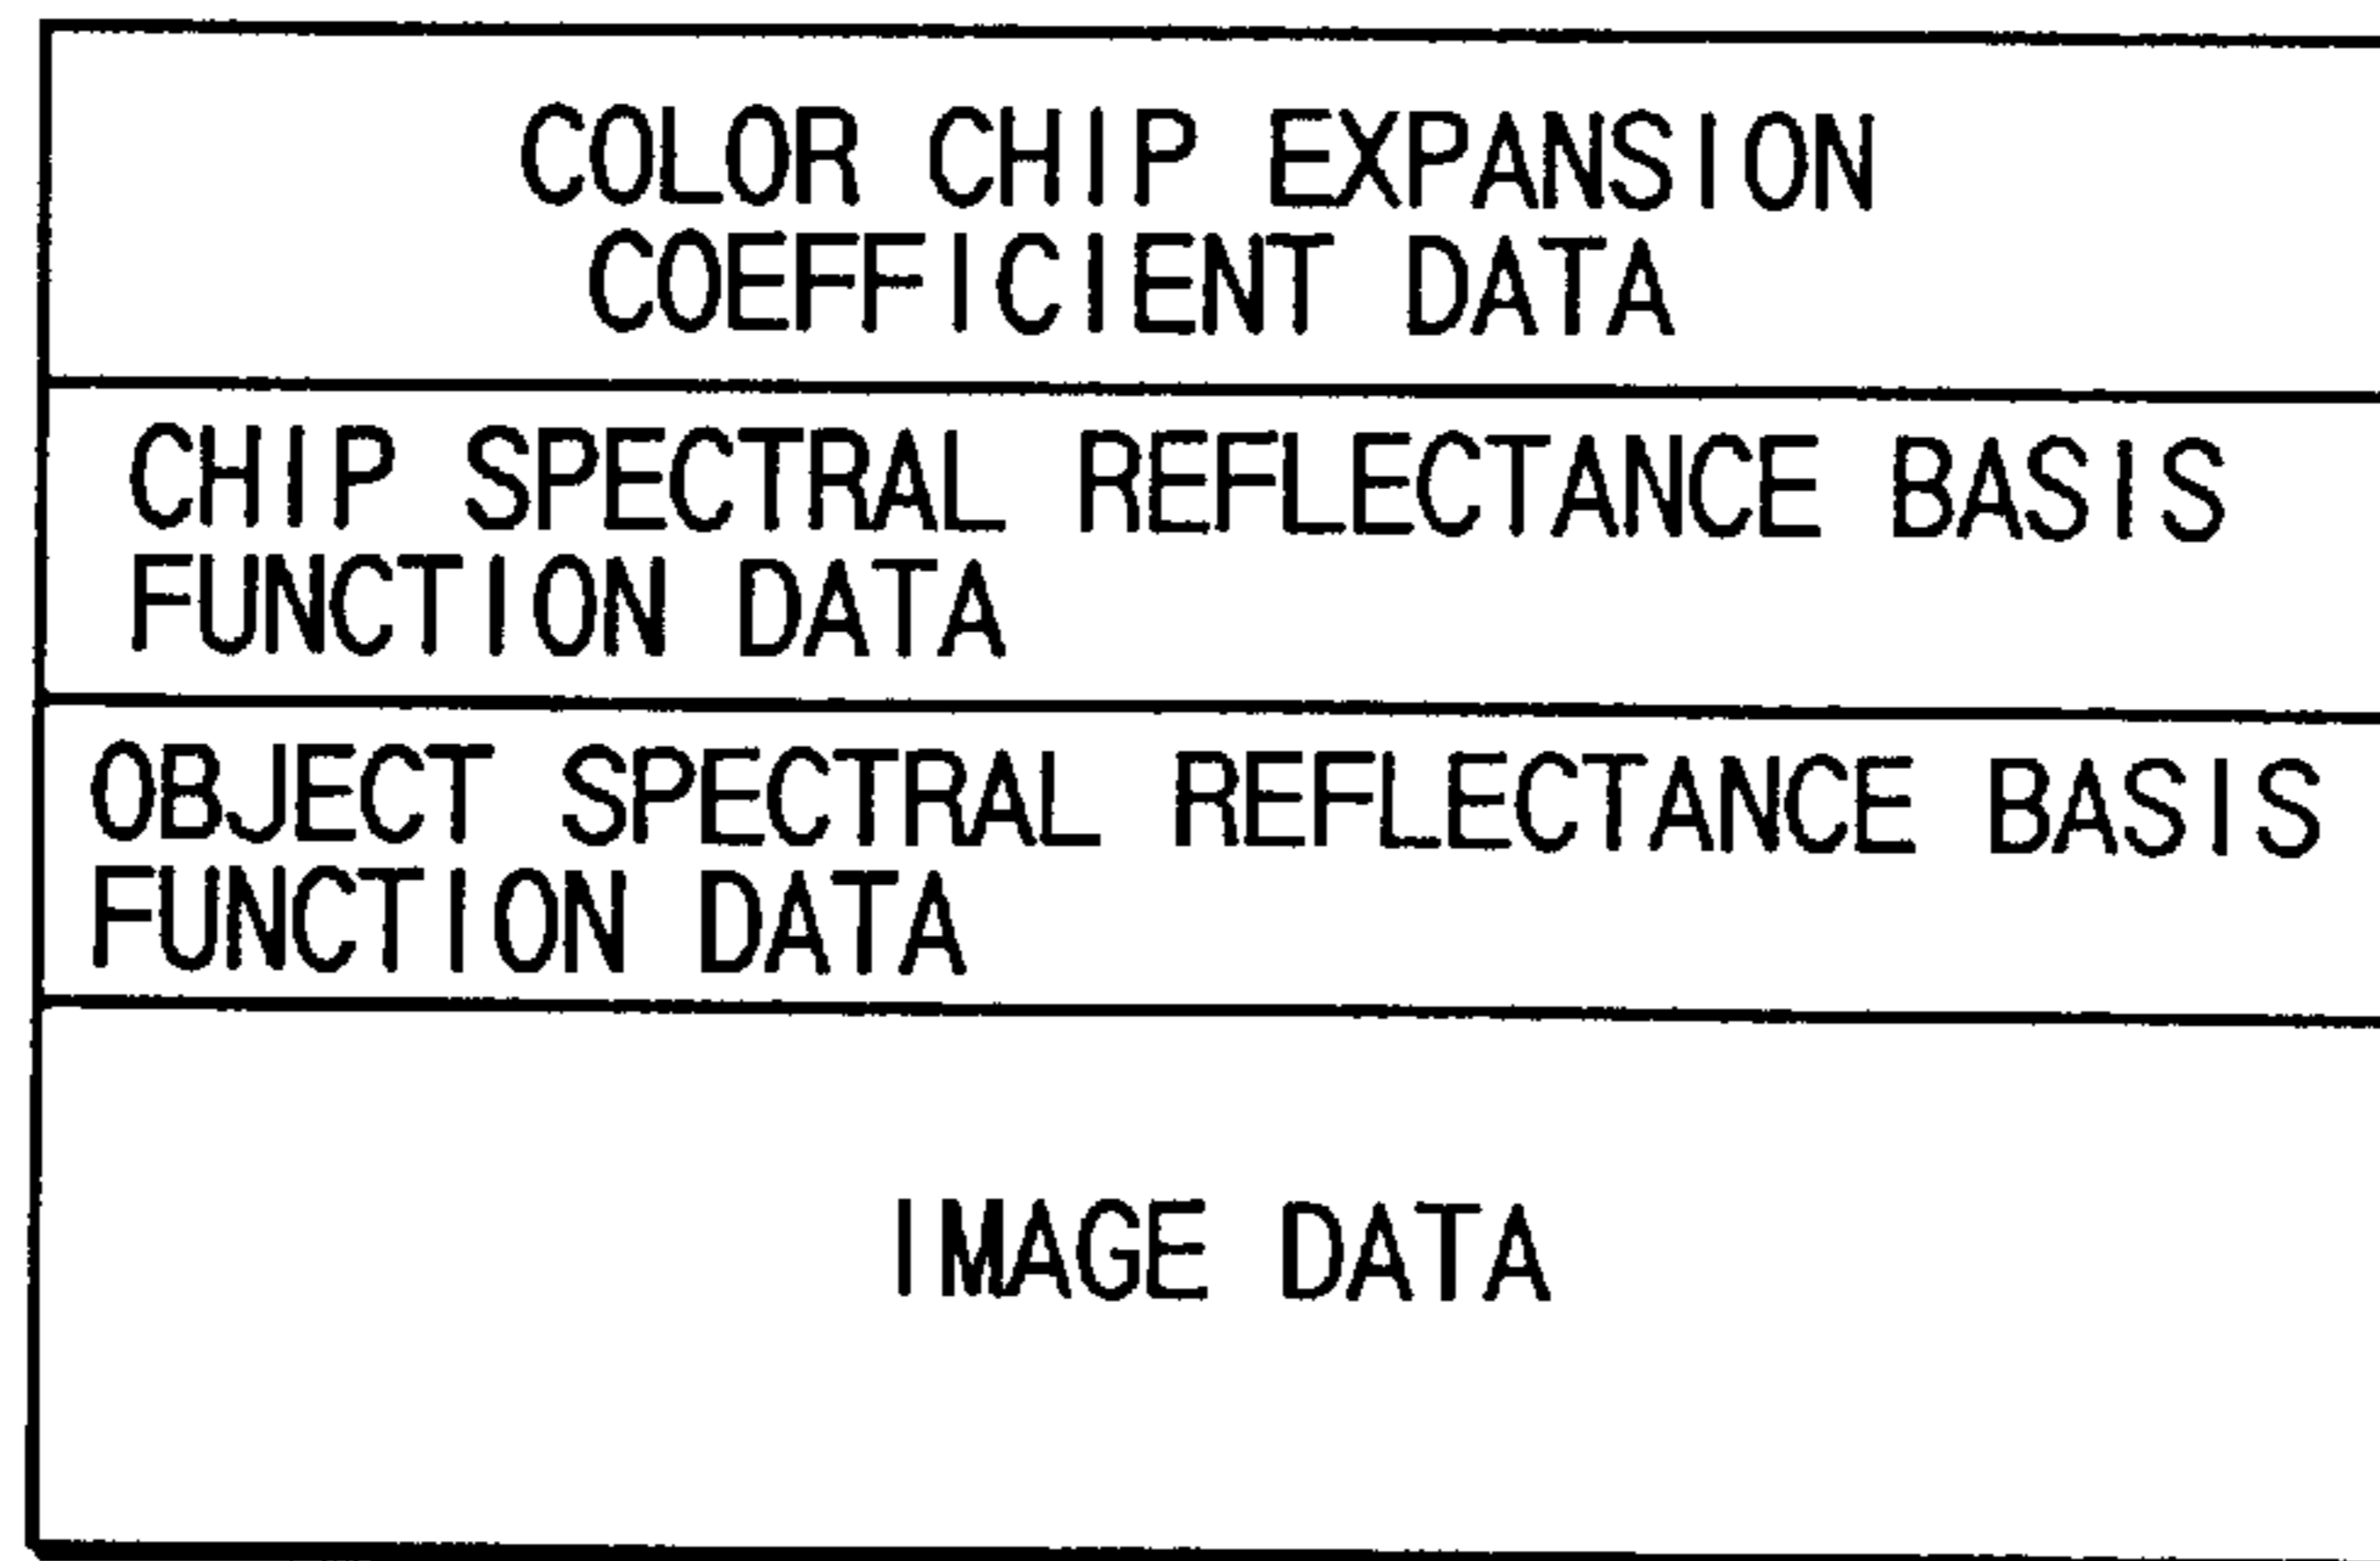 COLOR CHIP EXPANSION
COEFFICIENT DATA
CHIP SPECTRAL REFLECTANCE BASIS
FUNCTION DATA
OBJECT SPECTRAL REFLECTANCE BASIS
FUNCTION DATA
IMAGE DATA